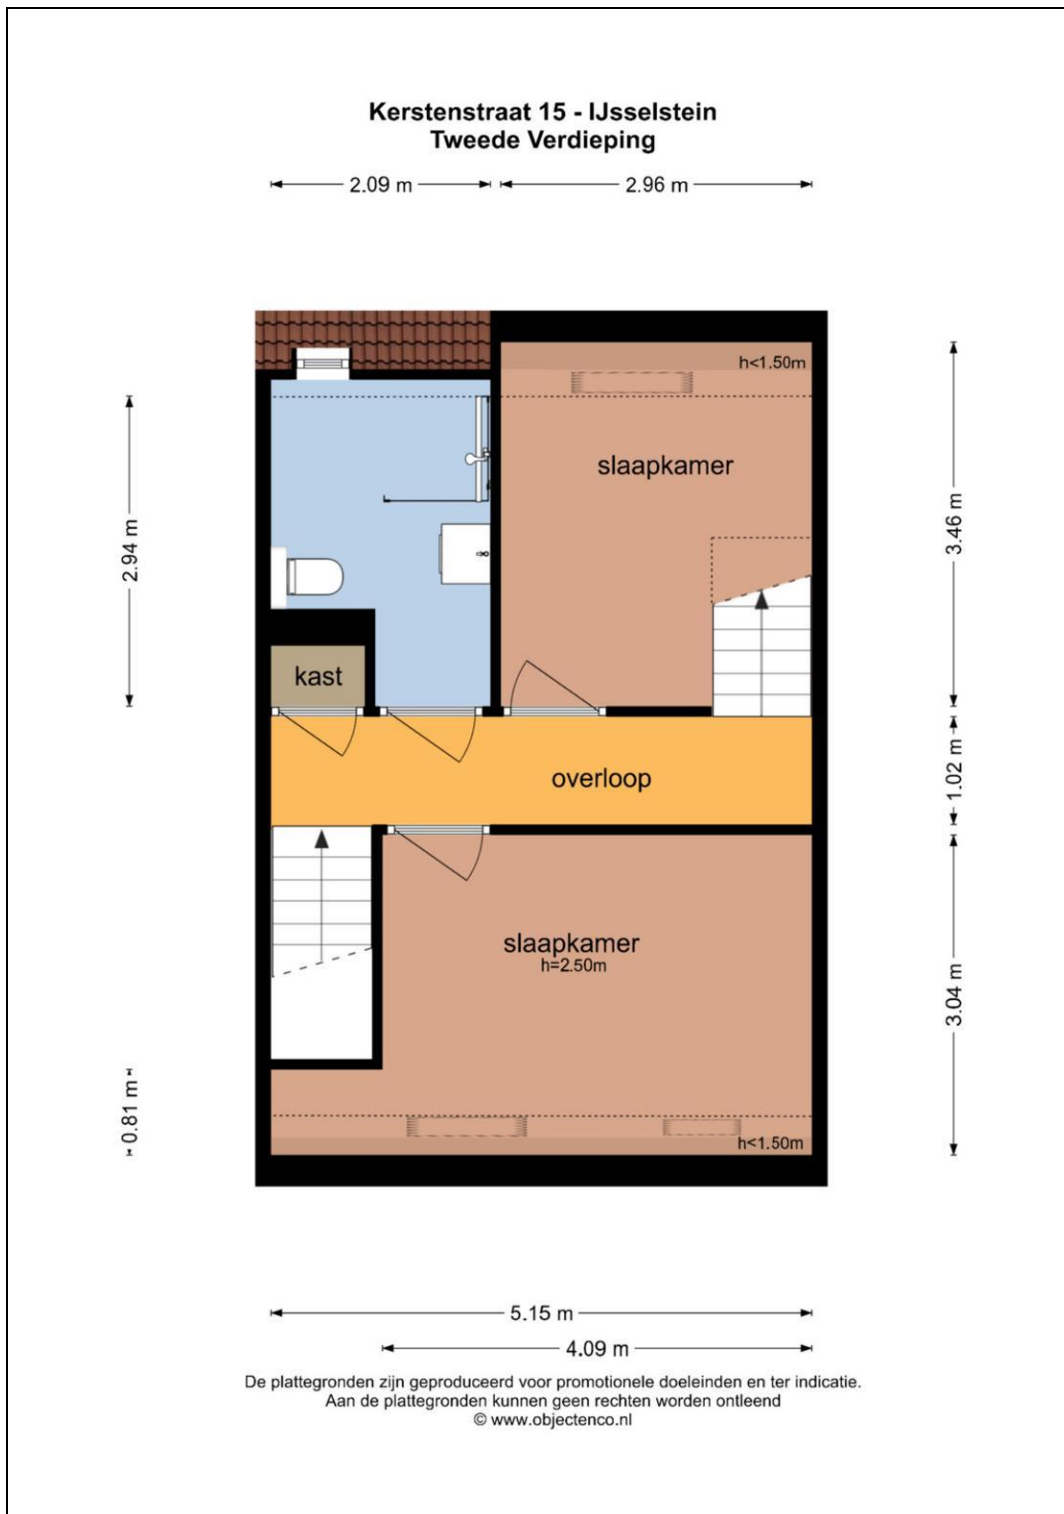 Kerstenstraat 15 - IJsselstein
Tweede Verdieping
2.09 m
2.96 m
h<1.50m
slaapkamer
2.94 m
3.46 m
kast
overloop
1.02 m
slaapkamer
h=2.50m
3.04 m
0.81 m
h<1.50m
5.15 m
4.09 m
De plattegronden zijn geproduceerd voor promotionele doeleinden en ter indicatie.
Aan de plattegronden kunnen geen rechten worden ontleend
© www.objectenco.nl